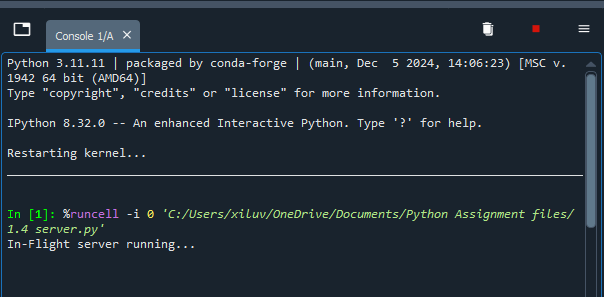 Console 1/A
Python 3.11.11 | packaged by conda-forge | (main, Dec  5 2024, 14:06:23) [MSC v.
1942 64 bit (AMD64)]
Type "copyright", "credits" or "license" for more information.
IPython 8.32.0 -- An enhanced Interactive Python. Type '?' for help.
Restarting kernel...
In [1]: %runcell -i 0 'C:/Users/xiluv/OneDrive/Documents/Python Assignment files/
1.4 server.py'
In-Flight server running...